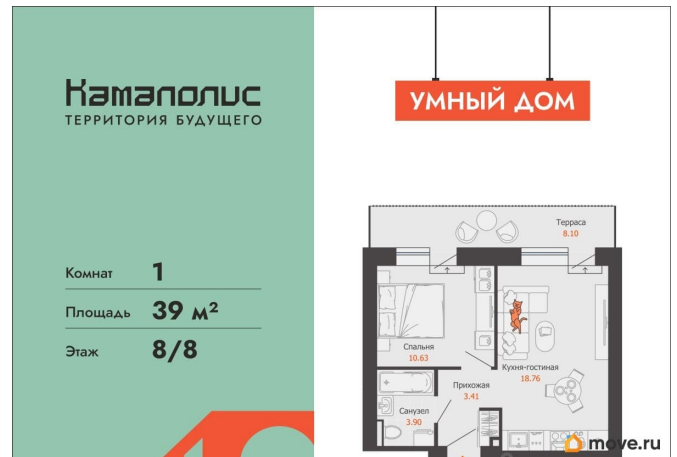 Камаполис
ТЕРРИТОРИЯ БУДУЩЕГО
Комнат 1
Площадь 39 м²
Этаж 8/8
УМНЫЙ ДОМ
Терраса
8.10
Спальня
10.63
Кухня-гостиная
18.76
Прихожая
3.41
Санузел
3.90
move.ru